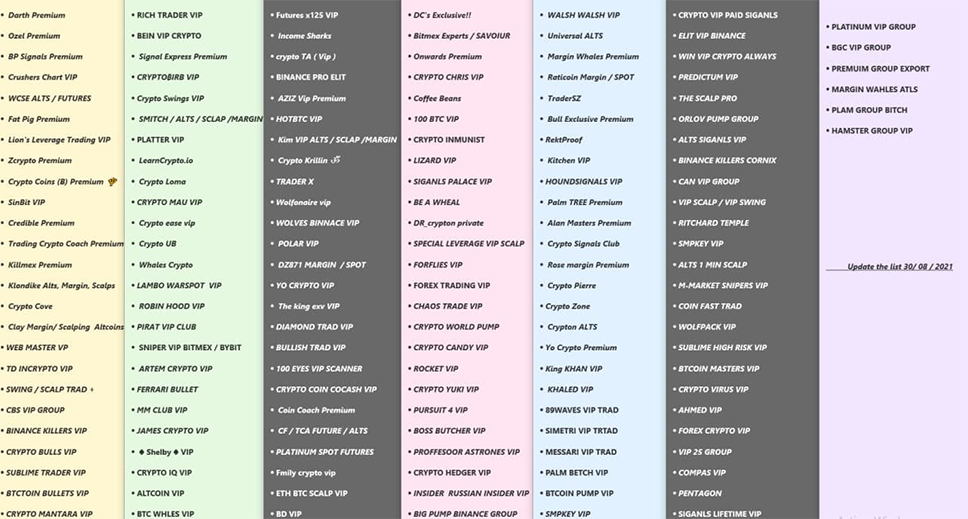 • Darth Premium
• Ozel Premium
• BP Signals Premium
• Crushers Chart VIP
• WCSE ALTS / FUTURES
• Fat Pig Premium
• Lion's Leverage Trading VIP
• Zcrypto Premium
• Crypto Coins (B) Premium
• SinBit VIP
• Credible Premium
• Trading Crypto Coach Premium
• Killmex Premium
• Klondike Alts, Margin, Scalps
• Crypto Cove
• Clay Margin/ Scalping Altcoins
• WEB MASTER VP
• TD INCRYPTO VIP
• SWING / SCALP TRAD +
• CBS VIP GROUP
• BINANCE KILLERS VIP
• CRYPTO BULLS VIP
• SUBLIME TRADER VIP
• BTCTOIN BULLETS VIP
• CRYPTO MANTARA VIP
• RICH TRADER VIP
• BEIN VIP CRYPTO
• Signal Express Premium
• CRYPTO₿IRB VIP
• Crypto Swings VIP
• SMITCH / ALTS / SCLAP /MARGIN
• PLATTER VIP
• LearnCrypto.io
• Crypto Loma
• CRYPTO MAU VIP
• Crypto ease vip
• Crypto UB
• Whales Crypto
• LAMBO WARSPOT VIP
• ROBIN HOOD VIP
• PIRAT VIP CLUB
• SNIPER VIP BITMEX / BYBIT
• ARTEM CRYPTO VIP
• FERRARI BULLET
• MM CLUB VIP
• JAMES CRYPTO VIP
• ♠ Shelby ♠ VIP
• CRYPTO IQ VIP
• ALTCOIN VIP
• BTC WHLES VIP
• Futures x125 VIP
• Income Sharks
• crypto TA ( Vip )
• BINANCE PRO ELIT
• AZIZ Vip Premium
• HOTBTC VIP
• Kim VIP ALTS / SCLAP /MARGIN
• Crypto Krillin ॐ
• TRADER X
• Wolfonaire vip
• WOLVES BINNACE VIP
• POLAR VIP
• DZ871 MARGIN / SPOT
• YO CRYPTO VIP
• The king exv VIP
• DIAMOND TRAD VIP
• BULLISH TRAD VIP
• 100 EYES VIP SCANNER
• CRYPTO COIN COCASH VIP
• Coin Coach Premium
• CF / TCA FUTURE / ALTS
• PLATINUM SPOT FUTURES
• Fmily crypto vip
• ETH BTC SCALP VIP
• BD VIP
• DC's Exclusive!!
• Bitmex Experts / SAVOIUR
• Onwards Premium
• CRYPTO CHRIS VIP
• Coffee Beans
• 100 BTC VIP
• CRYPTO INMUNIST
• LIZARD VIP
• SIGANLS PALACE VIP
• BE A WHEAL
• DR_crypton private
• SPECIAL LEVERAGE VIP SCALP
• FORFLIES VIP
• FOREX TRADING VIP
• CHAOS TRADE VIP
• CRYPTO WORLD PUMP
• CRYPTO CANDY VIP
• ROCKET VIP
• CRYPTO YUKI VIP
• PURSUIT 4 VIP
• BOSS BUTCHER VIP
• PROFFESOIR ASTRONES VIP
• CRYPTO HEDGER VIP
• INSIDER RUSSIAN INSIDER VIP
• BIG PUMP BINANCE GROUP
• WALSH WALSH VIP
• Universal ALTS
• Margin Whales Premium
• Raticoin Margin / SPOT
• TraderSZ
• Bull Exclusive Premium
• RektProof
• Kitchen VIP
• HOUNDSIGNALS VIP
• Palm TREE Premium
• Alan Masters Premium
• Crypto Signals Club
• Rose margin Premium
• Crypto Pierre
• Crypto Zone
• Crypton ALTS
• Yo Crypto Premium
• King KHAN VIP
• KHALED VIP
• 89WAVES VIP TRAD
• SIMETRI VIP TRTAD
• MESSARI VIP TRAD
• PALM BETCH VIP
• BTCOIN PUMP VIP
• SMPKEY VIP
• CRYPTO VIP PAID SIGANLS
• ELIT VIP BINANCE
• WIN VIP CRYPTO ALWAYS
• PREDICTUM VIP
• THE SCALP PRO
• ORLOV PUMP GROUP
• ALTS SIGANLS VIP
• BINANCE KILLERS CORNIX
• CAN VIP GROUP
• VIP SCALP / VIP SWING
• RITCHARD TEMPLE
• SMPKEY VIP
• ALTS 1 MIN SCALP
• M-MARKET SNIPERS VIP
• COIN FAST TRAD
• WOLFPACK VIP
• SUBLIME HIGH RISK VIP
• BTCOIN MASTERS VIP
• CRYPTO VIRUS VIP
• AHMED VIP
• FOREX CRYPTO VIP
• VIP 25 GROUP
• COMPAS VIP
• PENTAGON
• SIGANLS LIFETIME VIP
• PLATINUM VIP GROUP
• BGC VIP GROUP
• PREMUIM GROUP EXPORT
• MARGIN WAHLES ATLS
• PLAM GROUP BITCH
• HAMSTER GROUP VIP
Update the list 30/ 08 / 2021